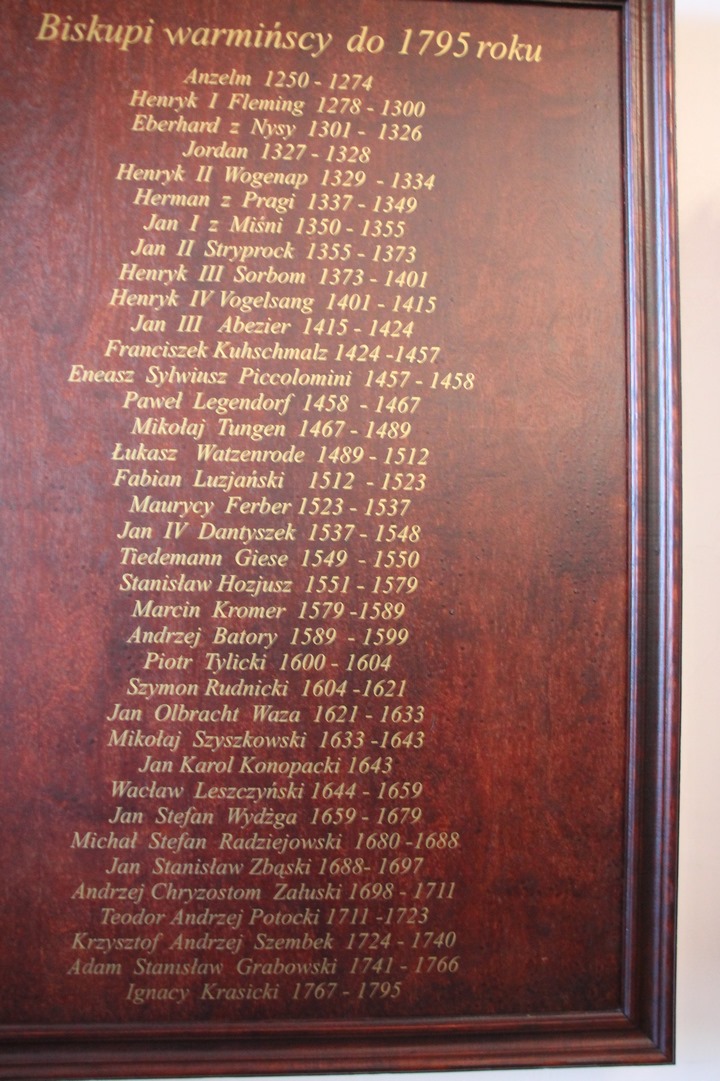 Biskupi warmińscy do 1795 roku
Anzelm 1250 - 1274
Henryk I Fleming 1278 - 1300
Eberhard z Nysy 1301 - 1326
Jordan 1327 - 1328
Henryk II Wogenap 1329 - 1334
Herman z Pragi 1337 - 1349
Jan I z Miśni 1350 - 1355
Jan II Stryprock 1355 - 1373
Henryk III Sorbom 1373 - 1401
Henryk IV Vogelsang 1401 - 1415
Jan III Abezier 1415 - 1424
Franciszek Kuhschmalz 1424 -1457
Eneasz Sylwiusz Piccolomini 1457 - 1458
Paweł Legendorf 1458 - 1467
Mikołaj Tungen 1467 - 1489
Łukasz Watzenrode 1489 - 1512
Fabian Luzjański 1512 - 1523
Maurycy Ferber 1523 - 1537
Jan IV Dantyszek 1537 - 1548
Tiedemann Giese 1549 - 1550
Stanisław Hozjusz 1551 - 1579
Marcin Kromer 1579 -1589
Andrzej Batory 1589 - 1599
Piotr Tylicki 1600 - 1604
Szymon Rudnicki 1604 -1621
Jan Olbracht Waza 1621 - 1633
Mikołaj Szyszkowski 1633 -1643
Jan Karol Konopacki 1643
Wacław Leszczyński 1644 - 1659
Jan Stefan Wydżga 1659 - 1679
Michał Stefan Radziejowski 1680 -1688
Jan Stanisław Zbąski 1688- 1697
Andrzej Chryzostom Załuski 1698 - 1711
Teodor Andrzej Potocki 1711 -1723
Krzysztof Andrzej Szembek 1724 - 1740
Adam Stanisław Grabowski 1741 - 1766
Ignacy Krasicki 1767 - 1795